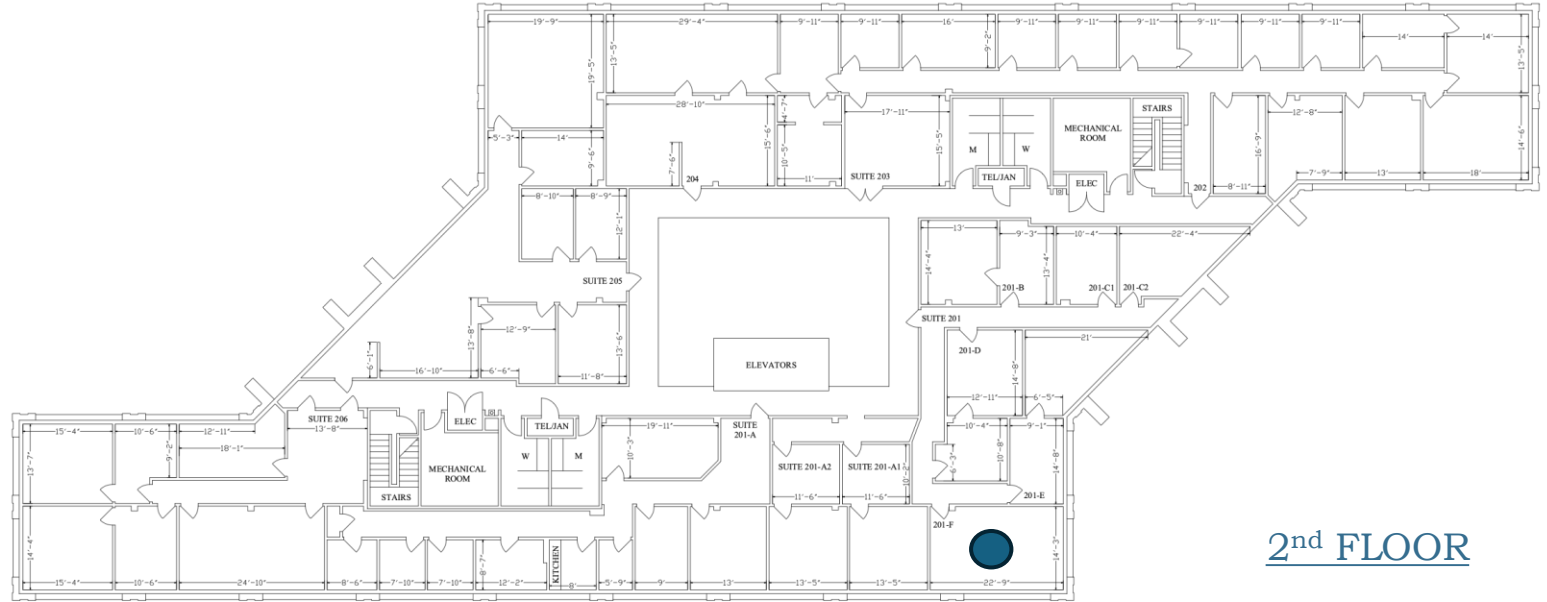 19'-9" 29'-4" 9'-11" 9'-11" 16' 9'-11" 9'-11" 9'-11" 9'-11" 9'-11" 9'-11" 14' 14'
13'-5" 19'-5" 9'-2" 13'-5"
28'-10" 4'-7" 17'-11" 12'-8"
STAIRS
MECHANICAL
ROOM
15'-6" 10'-5" 15'-5" 16'-9" 14'-6"
5'-3" 14' 9'-6" 7'-6"
M W
204 11' SUITE 203 TEL/JAN ELEC 202 8'-11" 7'-9" 13' 18'
8'-10" 8'-9" 12'-1"
13' 9'-3" 10'-4" 22'-4"
14'-4" 13'-4"
SUITE 205
201-B 201-C1 201-C2
SUITE 201
13'-8" 12'-9" 13'-6"
21'
201-D
6'-1" 16'-10" 6'-6" 11'-8"
ELEVATORS
14'-8"
12'-11" 6'-5"
SUITE 206
ELEC TEL/JAN
SUITE
201-A
15'-4" 10'-6" 12'-11" 13'-8" 19'-11" 10'-4" 9'-1"
9'-2" 18'-1" 10'-3"
13'-7"
W M
MECHANICAL
ROOM
SUITE 201-A2 SUITE 201-A1 10'-2" 6'-3" 10'-8" 14'-8"
STAIRS
11'-6" 11'-6" 201-E
201-F
14'-4" 8'-7" KITCHEN 14'-3"
15'-4" 10'-6" 24'-10" 8'-6" 7'-10" 7'-10" 12'-2" 8' 5'-9" 9' 13' 13'-5" 13'-5" 22'-9"
2nd FLOOR